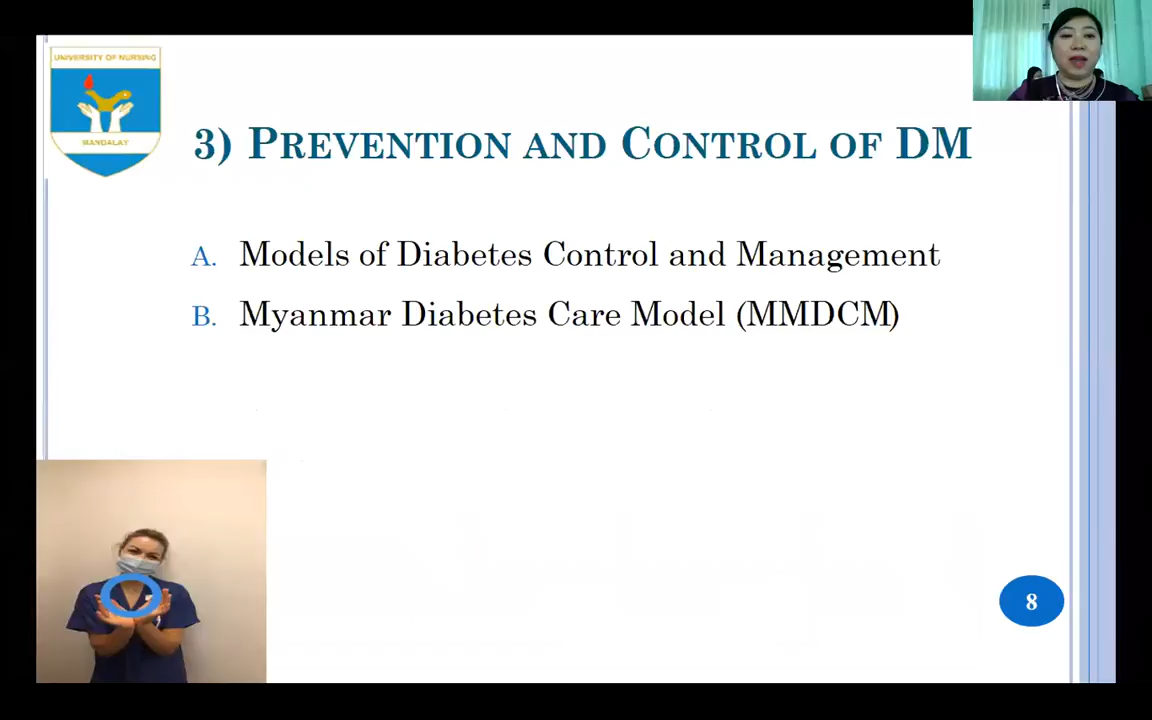 UNIVERSITY OF NURSING
MANDALAY
3) PREVENTION AND CONTROL OF DM
A. Models of Diabetes Control and Management
B. Myanmar Diabetes Care Model (MMDCM)
8